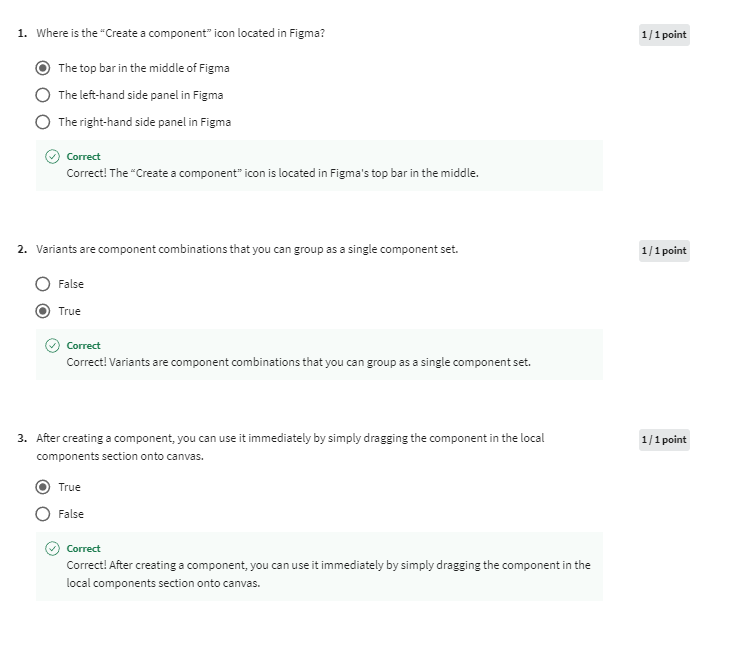 1. Where is the “Create a component” icon located in Figma?
1 / 1 point
The top bar in the middle of Figma
The left-hand side panel in Figma
The right-hand side panel in Figma
Correct
Correct! The “Create a component” icon is located in Figma's top bar in the middle.
2. Variants are component combinations that you can group as a single component set.
1 / 1 point
False
True
Correct
Correct! Variants are component combinations that you can group as a single component set.
3. After creating a component, you can use it immediately by simply dragging the component in the local
components section onto canvas.
1 / 1 point
True
False
Correct
Correct! After creating a component, you can use it immediately by simply dragging the component in the
local components section onto canvas.